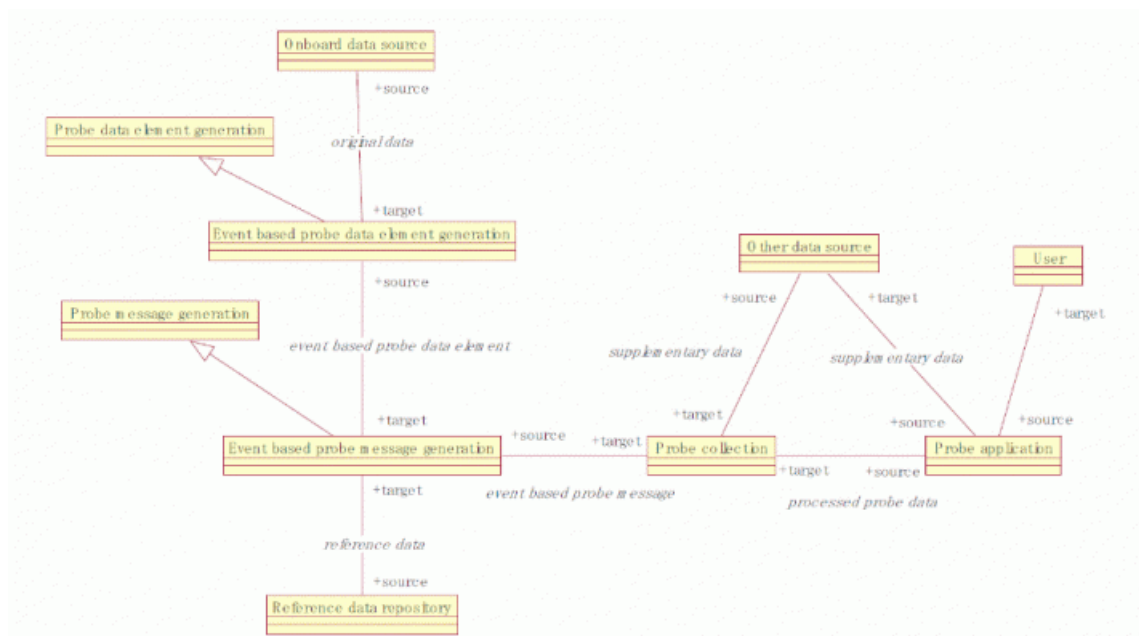 Onboard data source
+source
Probe data element generation
original data
+target
Event based probe data element generation
+source
Other data source
User
+source
+target
Probe message generation
+target
event based probe data element
supplementary data
supplementary data
+target
+target
+source
+source
+source
+target
Event based probe message generation
Probe collection
Probe application
+target
+target
+source
event based probe message
processed probe data
reference data
+source
Reference data repository